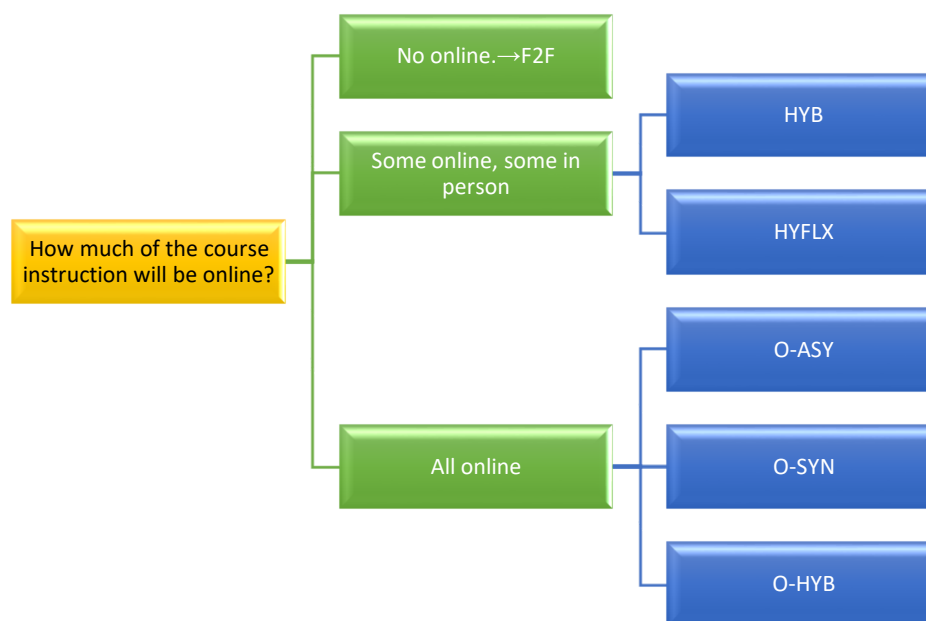 How much of the course
instruction will be online?
No online.→F2F
Some online, some in
person
HYB
HYFLX
All online
O-ASY
O-SYN
O-HYB